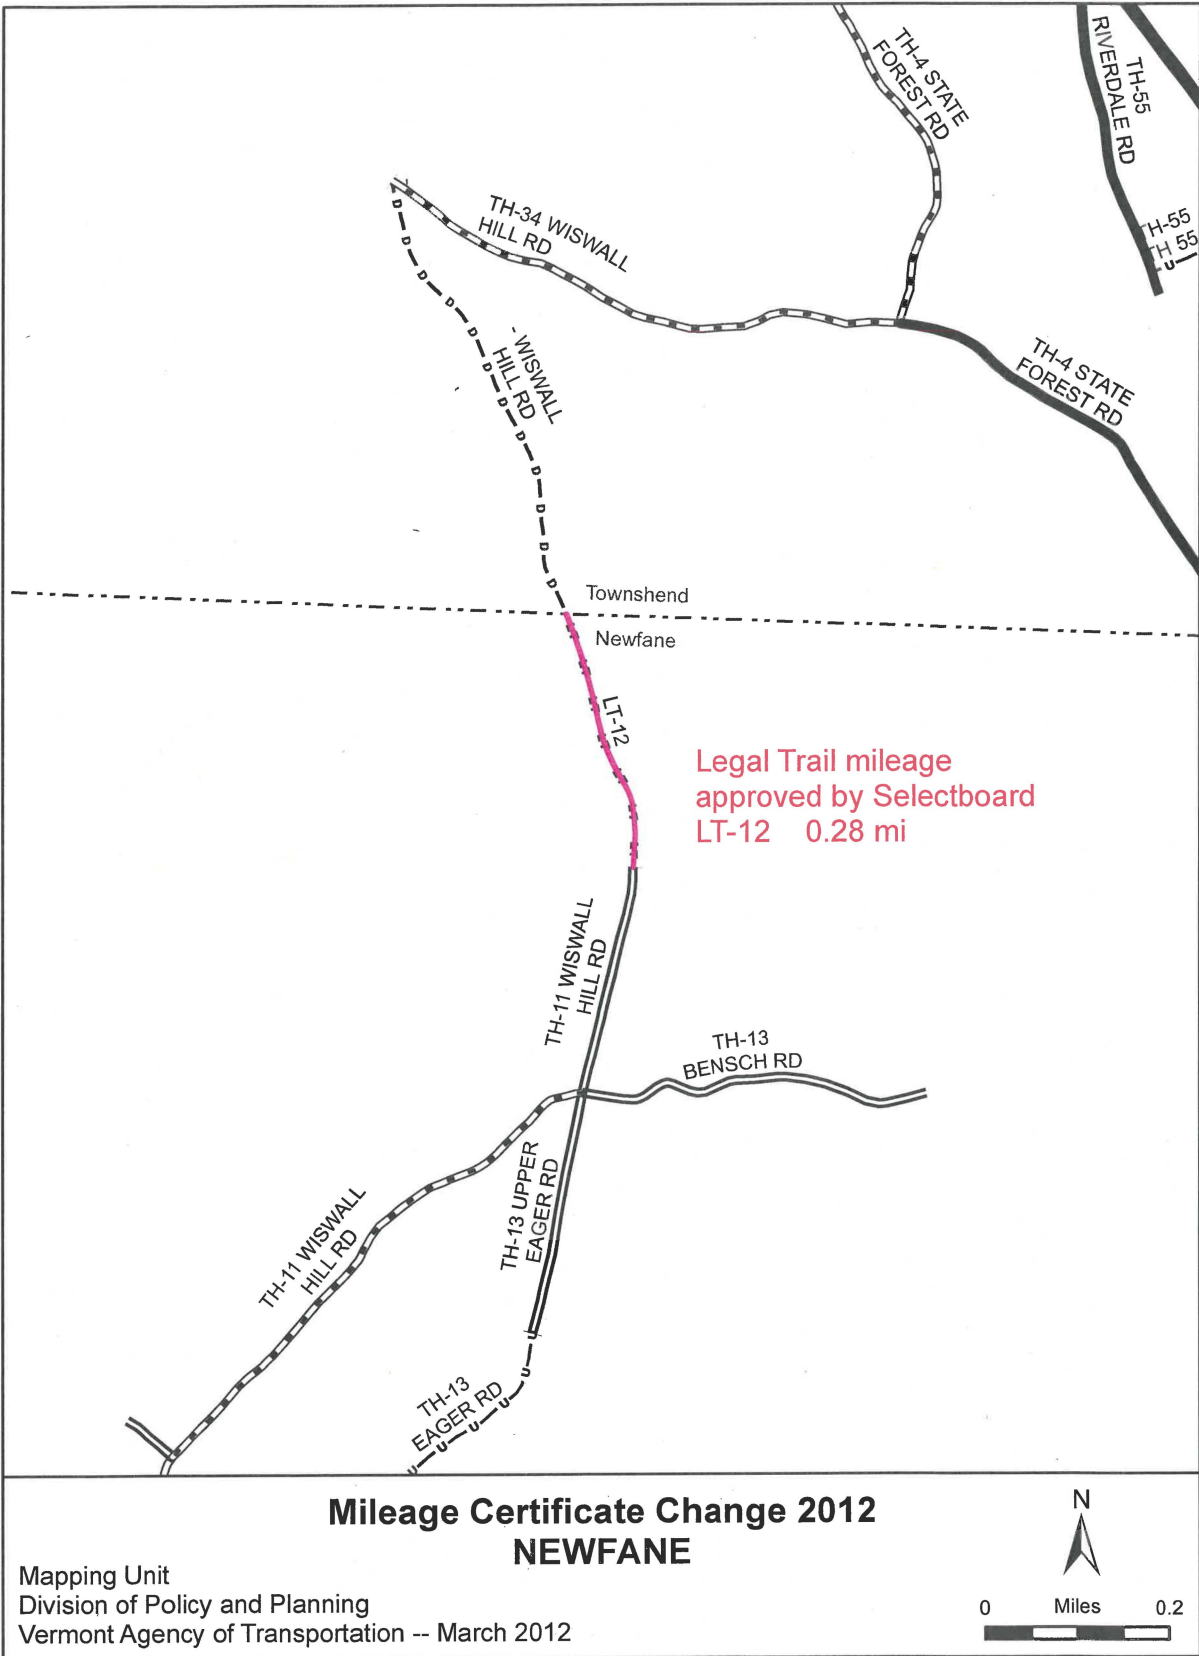 TH-4 STATE
FOREST RD
TH-55
RIVERDALE RD
TH-34 WISWALL
HILL RD
TH-55
TH 55
U
- WISWALL
HILL RD
D
D
D
D
D
D
D
D
D
D
D
D
TH-4 STATE
FOREST RD
Townshend
Newfane
LT-12
Legal Trail mileage
approved by Selectboard
LT-12 0.28 mi
TH-11 WISWALL
HILL RD
TH-13
BENSCH RD
TH-13 UPPER
EAGER RD
TH-11 WISWALL
HILL RD
TH-13
EAGER RD
U
U
U
U
U
U
Mileage Certificate Change 2012
NEWFANE
N
Mapping Unit
Division of Policy and Planning
Vermont Agency of Transportation -- March 2012
0 Miles 0.2